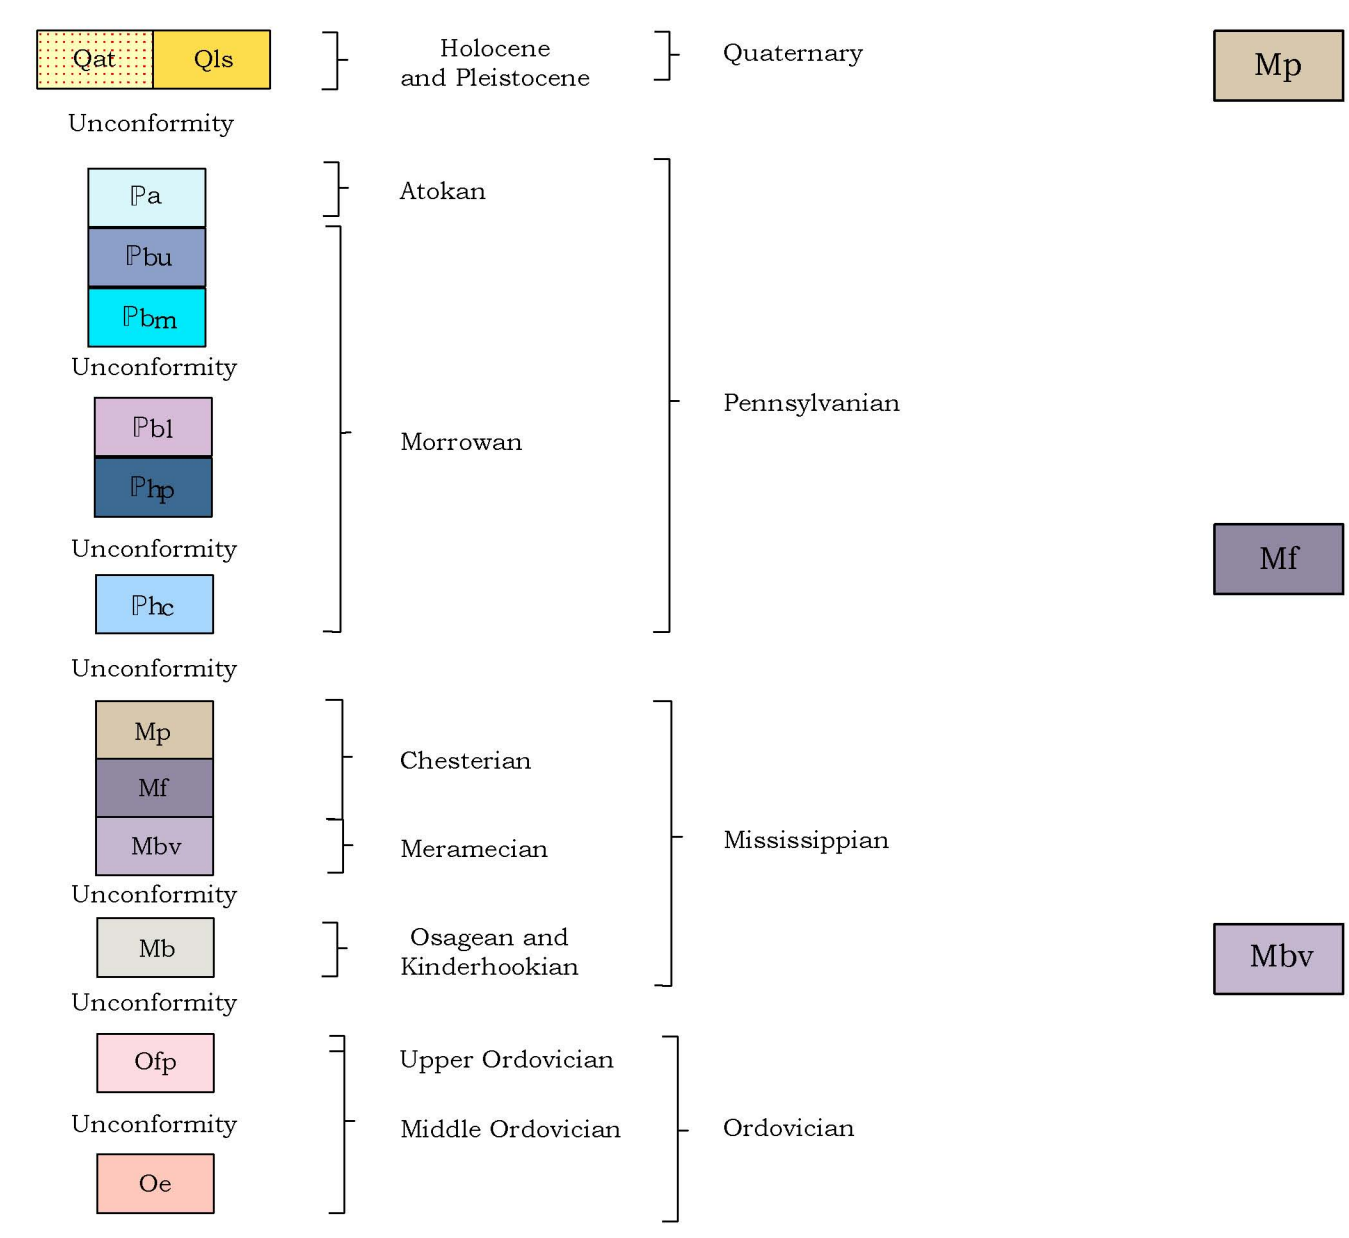 Qat Qls
Holocene
and Pleistocene
Quaternary
Mp
Unconformity
ℙa
Atokan
ℙbu
ℙbm
Unconformity
Pennsylvanian
ℙbl
Morrowan
ℙhp
Unconformity
Mf
ℙhc
Unconformity
Mp
Chesterian
Mf
Mississippian
Mbv
Meramecian
Unconformity
Mb
Osagean and
Kinderhookian
Mbv
Unconformity
Ofp
Upper Ordovician
Unconformity
Middle Ordovician
Ordovician
Oe